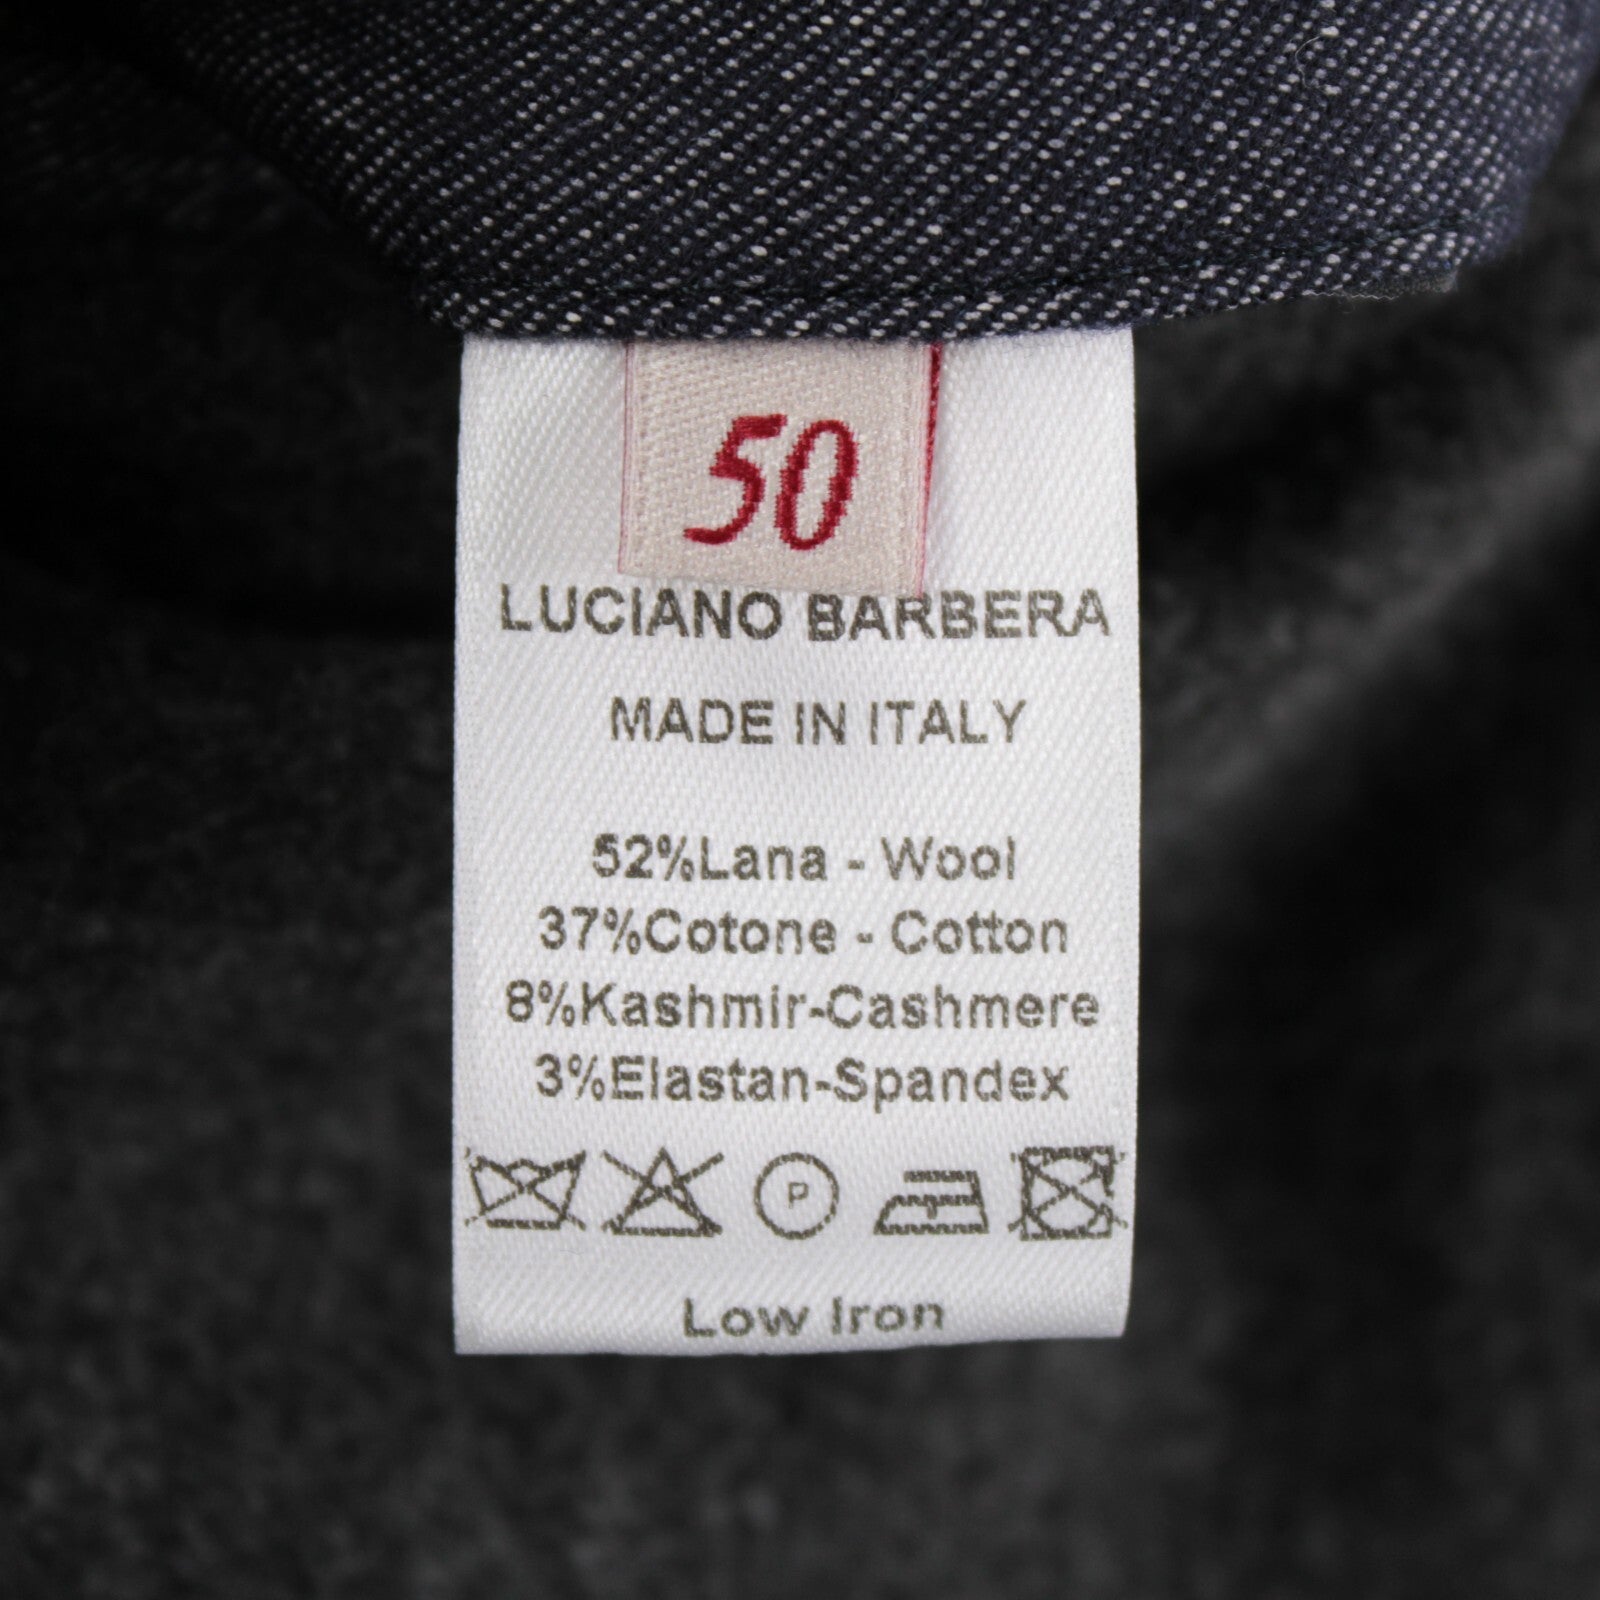 50
LUCIANO BARBERA
MADE IN ITALY
52%Lana - Wool
37%Cotone - Cotton
8%Kashmir-Cashmere
3%Elastan-Spandex
P
Low Iron